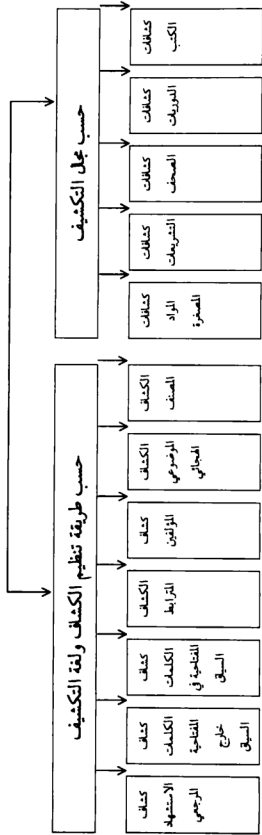 حسب مجال التكشيف
كشافات
الكتب
كشافات
الدوريات
كشافات
الصحف
كشافات
التشريعات
كشافات
المواد
المصغرة
حسب طريقة تنظيم الكشاف ولغة التكشيف
الكشاف
المصنف
الكشاف
الموضوعي
الهجائي
كشاف
المؤلفين
الكشاف
المترابط
كشاف
الكلمات
المفتاحية في
السياق
كشاف
الكلمات
المفتاحية
خارج
السياق
كشاف
الاستشهاد
المرجعي